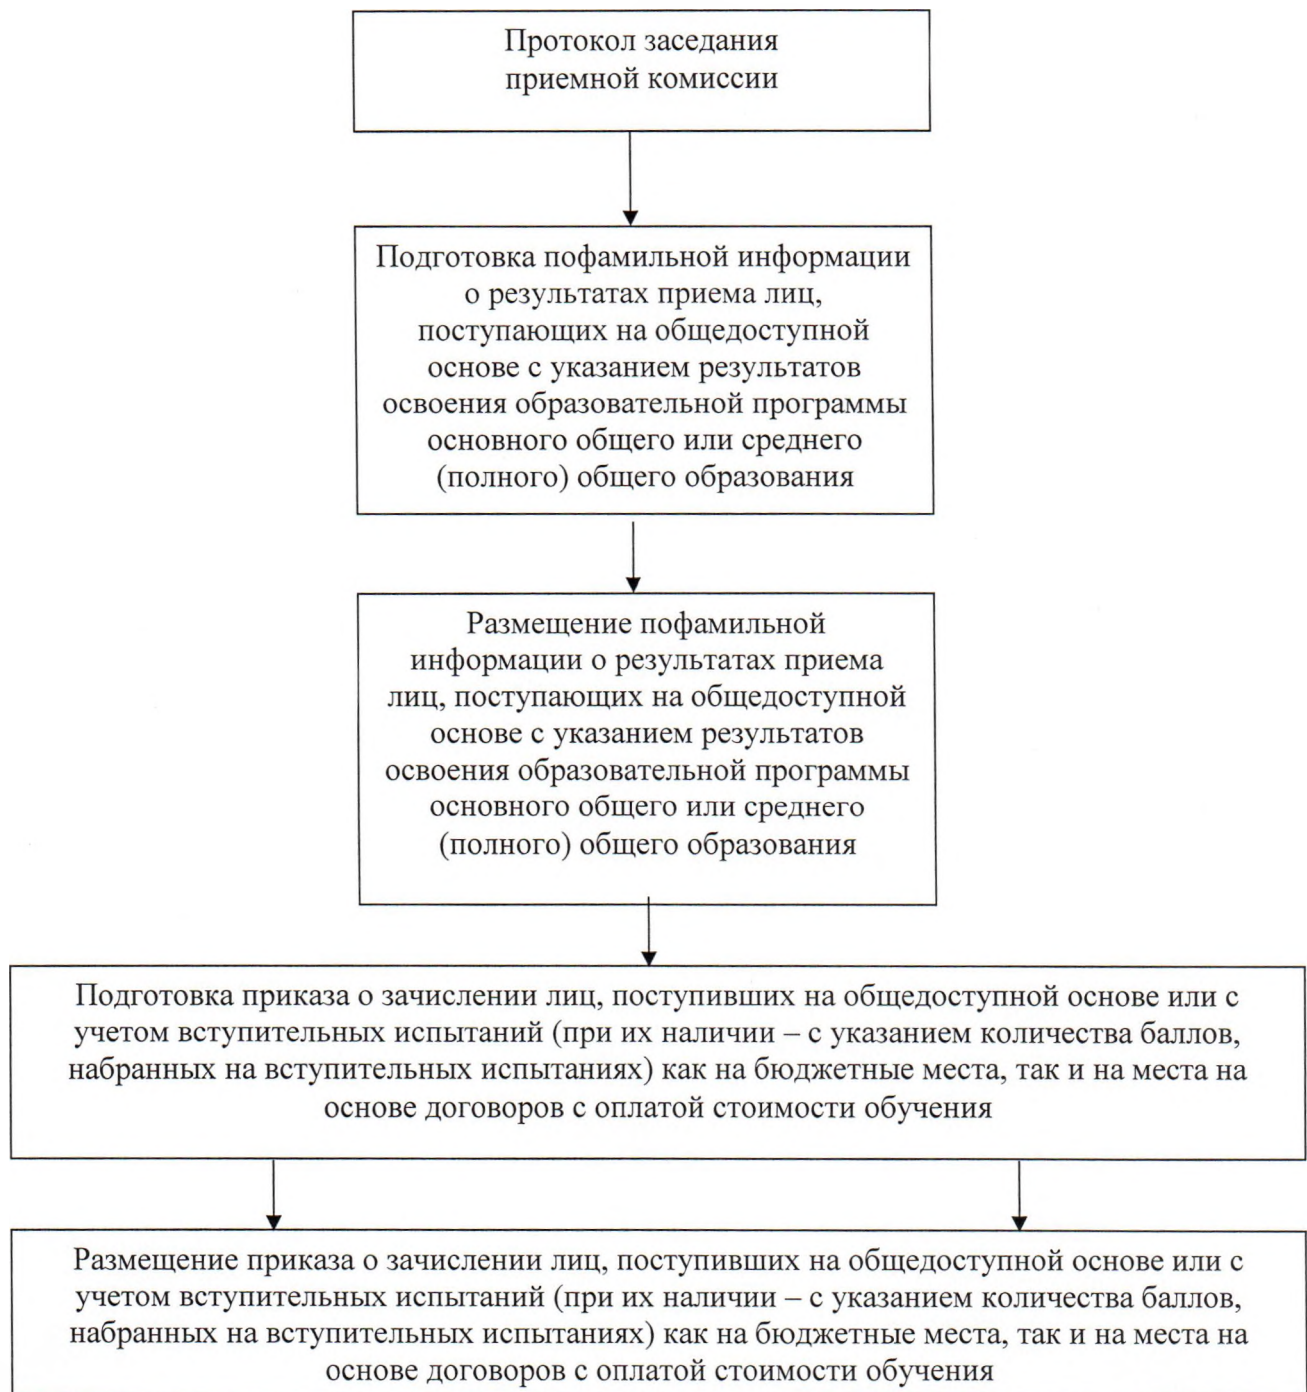 Протокол заседания
приемной комиссии
Подготовка пофамильной информации
о результатах приема лиц,
поступающих на общедоступной
основе с указанием результатов
освоения образовательной программы
основного общего или среднего
(полного) общего образования
Размещение пофамильной
информации о результатах приема
лиц, поступающих на общедоступной
основе с указанием результатов
освоения образовательной программы
основного общего или среднего
(полного) общего образования
Подготовка приказа о зачислении лиц, поступивших на общедоступной основе или с
учетом вступительных испытаний (при их наличии – с указанием количества баллов,
набранных на вступительных испытаниях) как на бюджетные места, так и на места на
основе договоров с оплатой стоимости обучения
Размещение приказа о зачислении лиц, поступивших на общедоступной основе или с
учетом вступительных испытаний (при их наличии – с указанием количества баллов,
набранных на вступительных испытаниях) как на бюджетные места, так и на места на
основе договоров с оплатой стоимости обучения